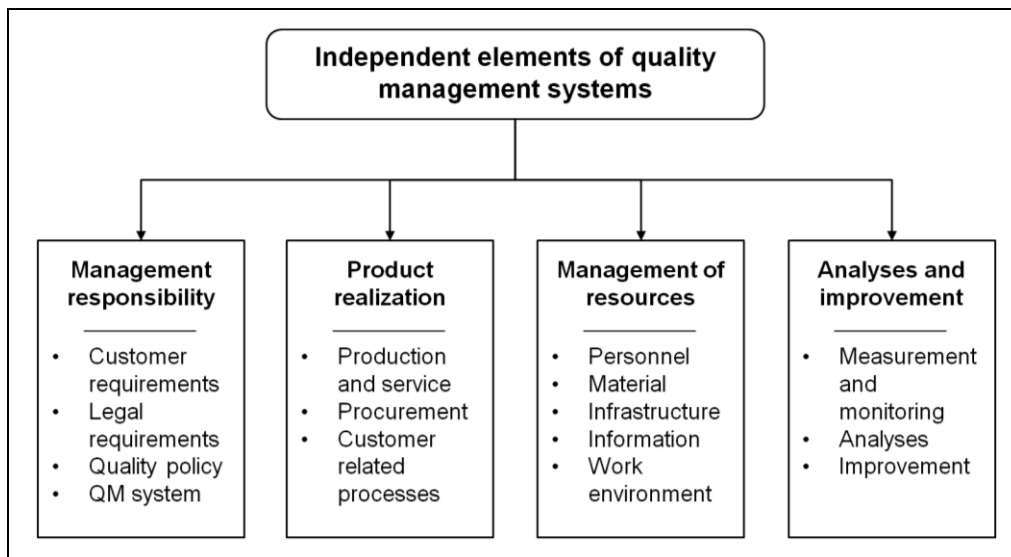 Independent elements of quality
management systems
Management
responsibility
• Customer
requirements
• Legal
requirements
• Quality policy
• QM system
Product
realization
• Production
and service
• Procurement
• Customer
related
processes
Management of
resources
• Personnel
• Material
• Infrastructure
• Information
• Work
environment
Analyses and
improvement
• Measurement
and
monitoring
• Analyses
• Improvement